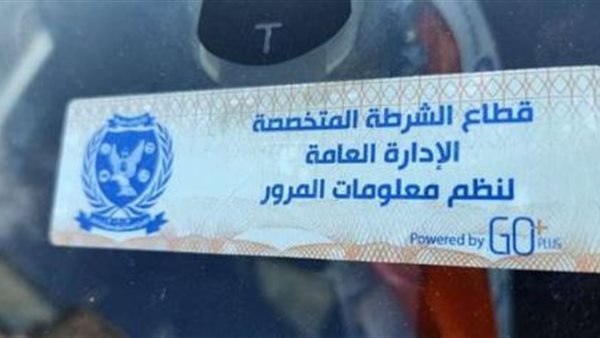 T
قطاع الشرطة المتخصصة
الإدارة العامة
لنظم معلومات المرور
Powered by GO+ PLUS